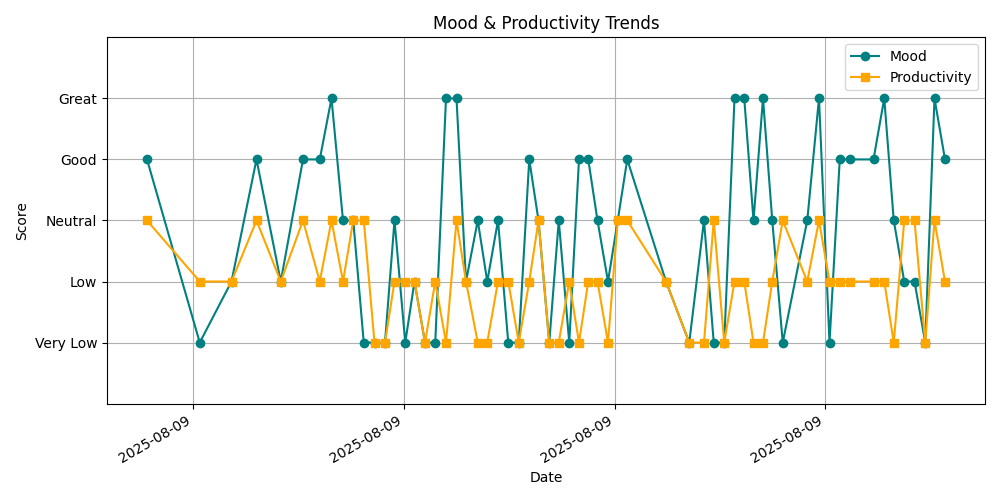 Mood & Productivity Trends
Mood
Productivity
Great
Good
Neutral
Low
Very Low
Score
2025-08-09
2025-08-09
2025-08-09
2025-08-09
Date